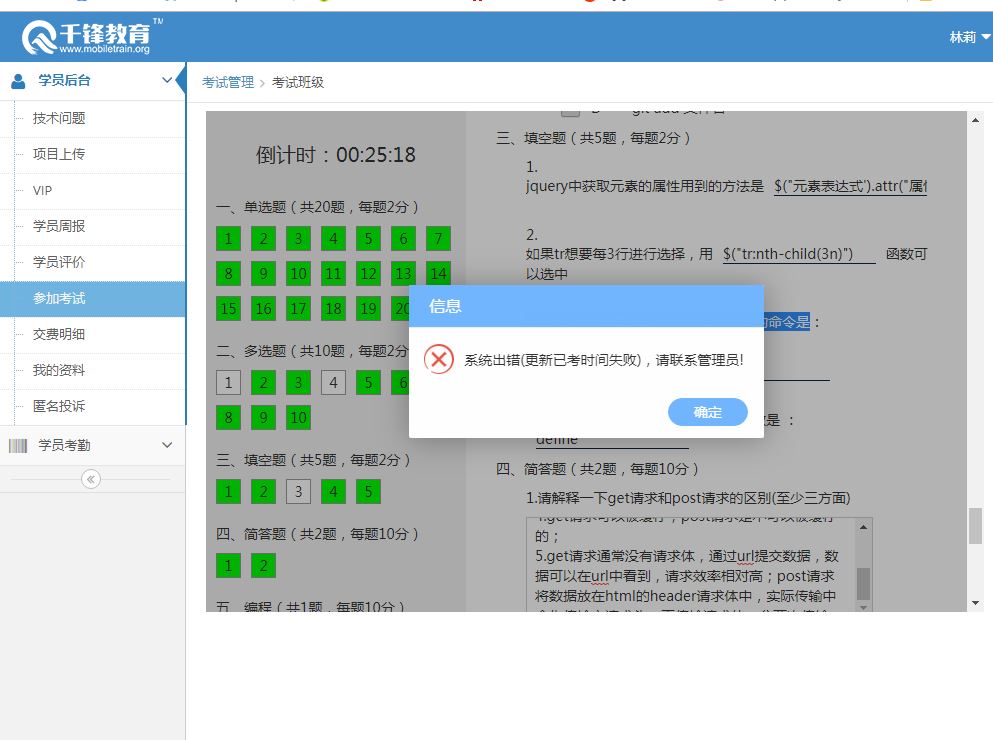 千锋教育 TM
www.mobiletrain.org
林莉
学员后台
技术问题
项目上传
VIP
学员周报
学员评价
参加考试
交费明细
我的资料
匿名投诉
学员考勤
考试管理 > 考试班级
倒计时：00:25:18
一、单选题（共20题，每题2分）
1 2 3 4 5 6 7
8 9 10 11 12 13 14
15 16 17 18 19 20
二、多选题（共10题，每题2分
1 2 3 4 5 6
8 9 10
三、填空题（共5题，每题2分）
1 2 3 4 5
四、简答题（共2题，每题10分）
1 2
五、编程（共1题，每题10分）
三、填空题（共5题，每题2分）
1.
jquery中获取元素的属性用到的方法是 $("元素表达式").attr("属性
2.
如果tr想要每3行进行选择，用 $("tr:nth-child(3n)") 函数可
以选中
命令是：
是：
define
四、简答题（共2题，每题10分）
1.请解释一下get请求和post请求的区别(至少三方面)
的；
5.get请求通常没有请求体，通过url提交数据，数
据可以在url中看到，请求效率相对高；post请求
将数据放在html的header请求体中，实际传输中
信息
系统出错(更新已考时间失败)，请联系管理员!
确定